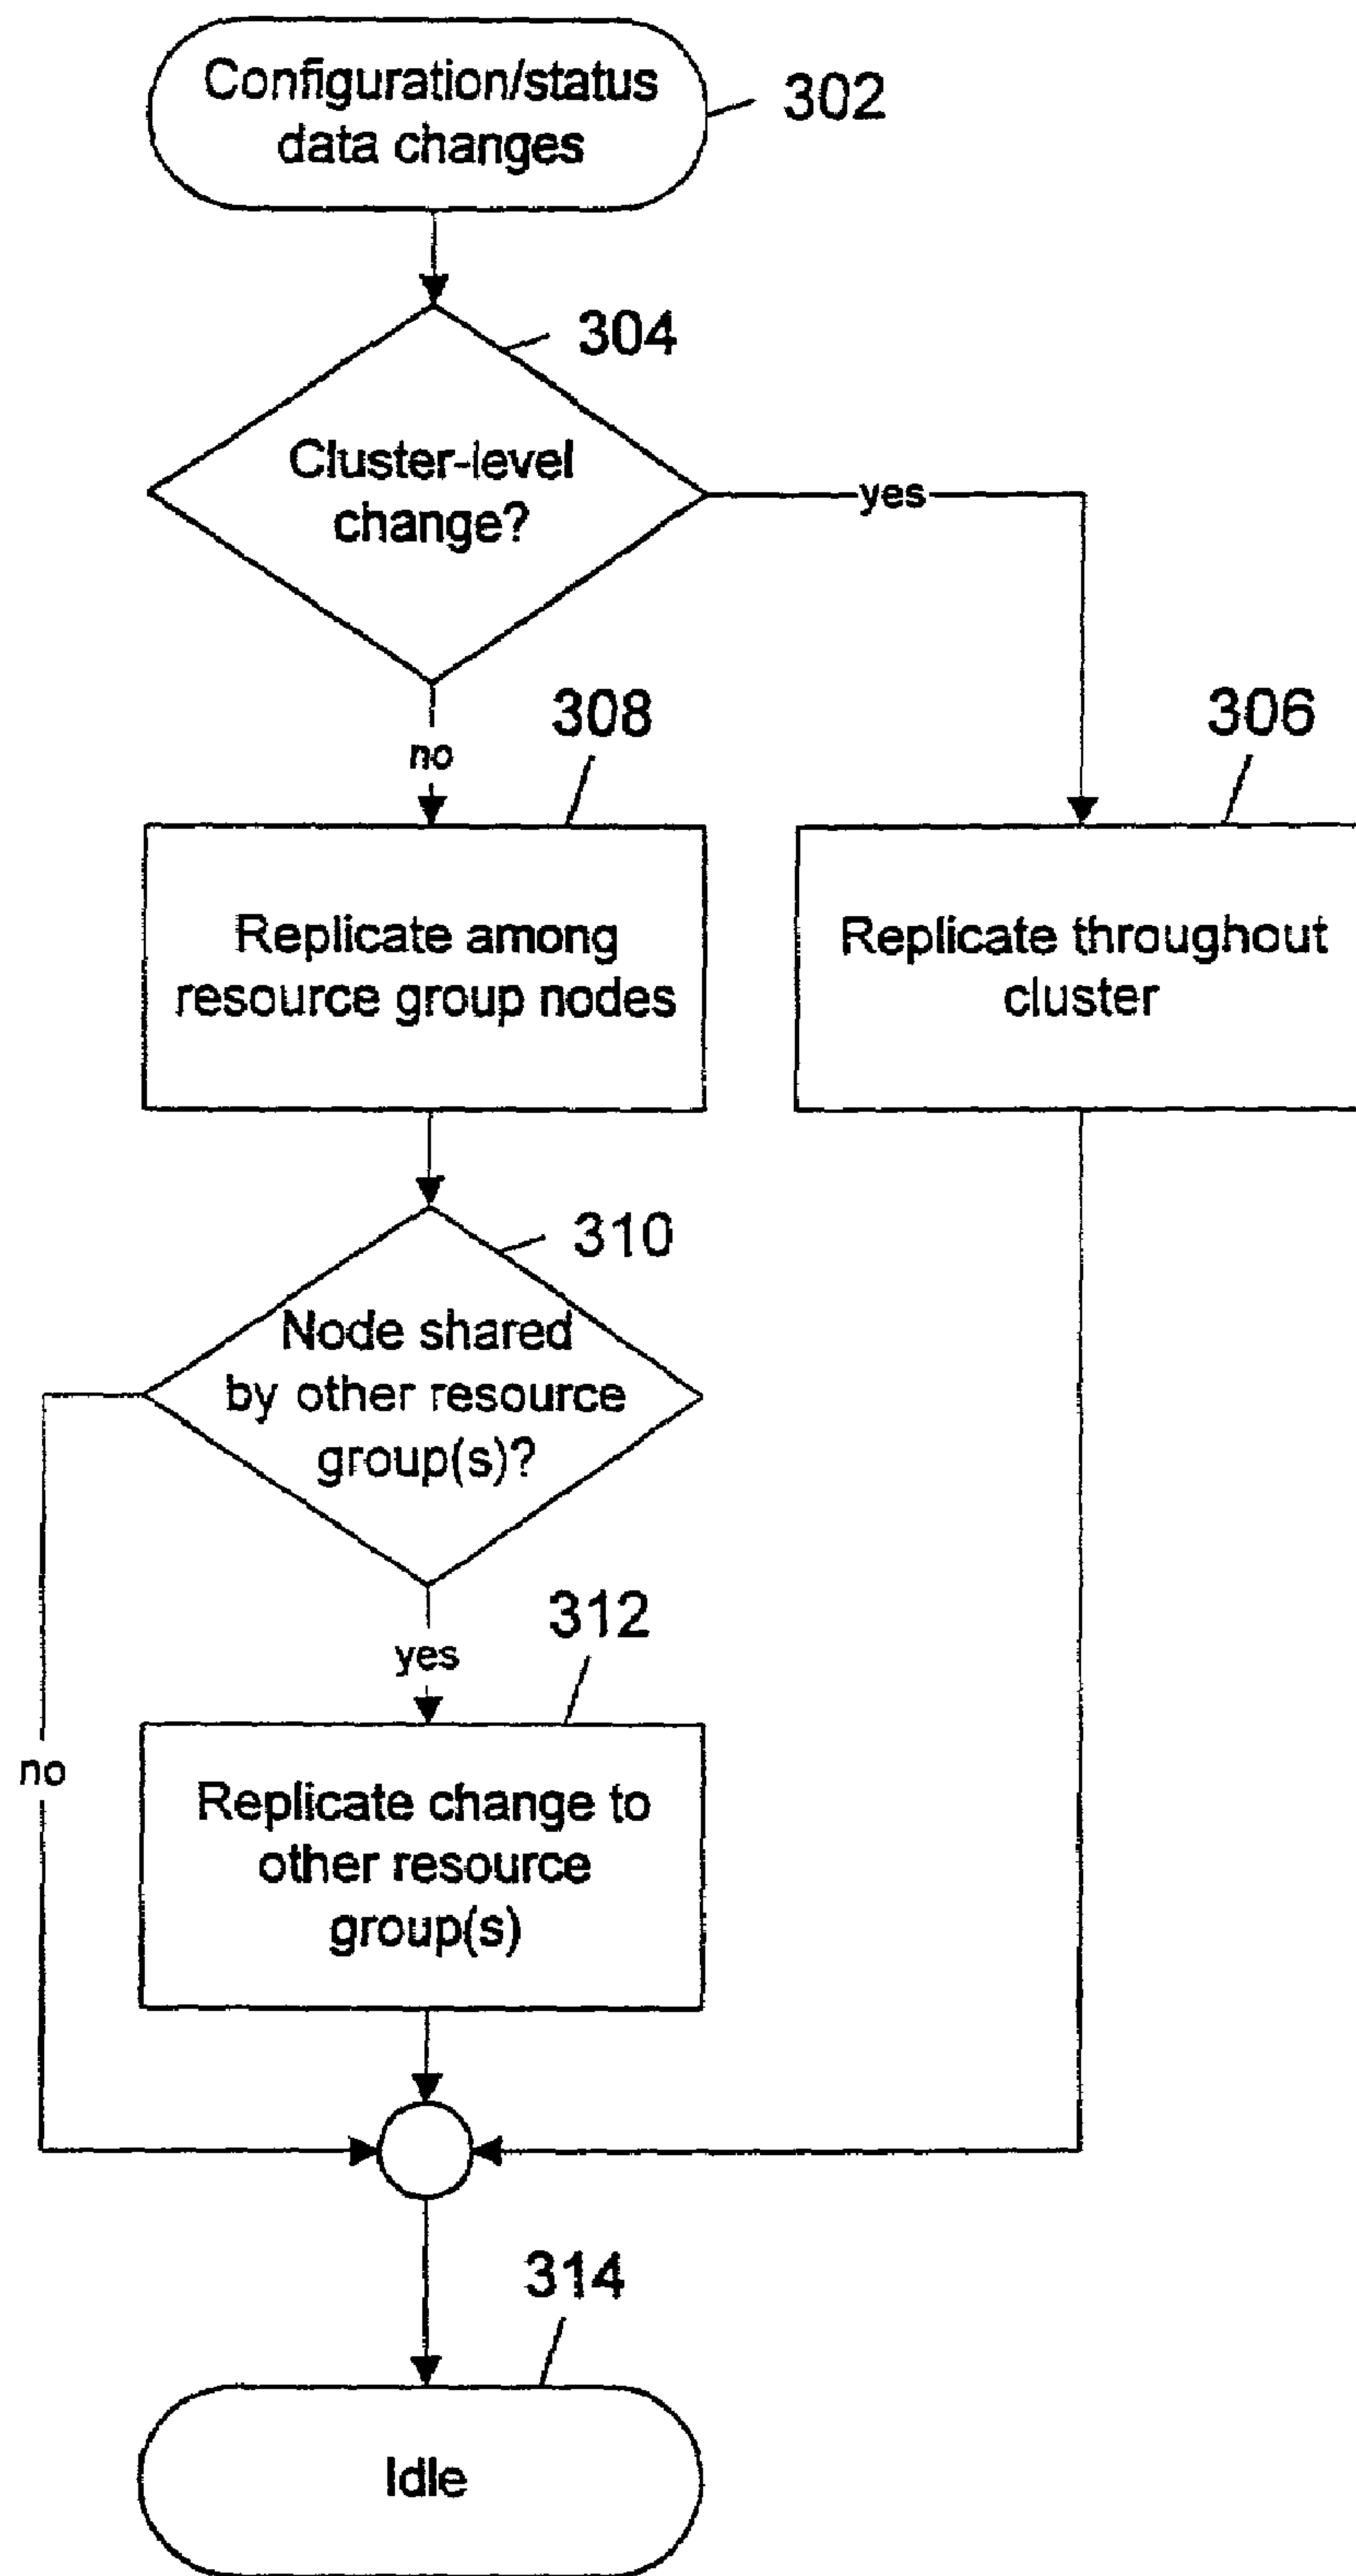 Configuration/status
data changes
302
304
Cluster-level
change?
yes
no
308
306
Replicate among
resource group nodes
Replicate throughout
cluster
310
Node shared
by other resource
group(s)?
312
yes
no
Replicate change to
other resource
group(s)
314
Idle